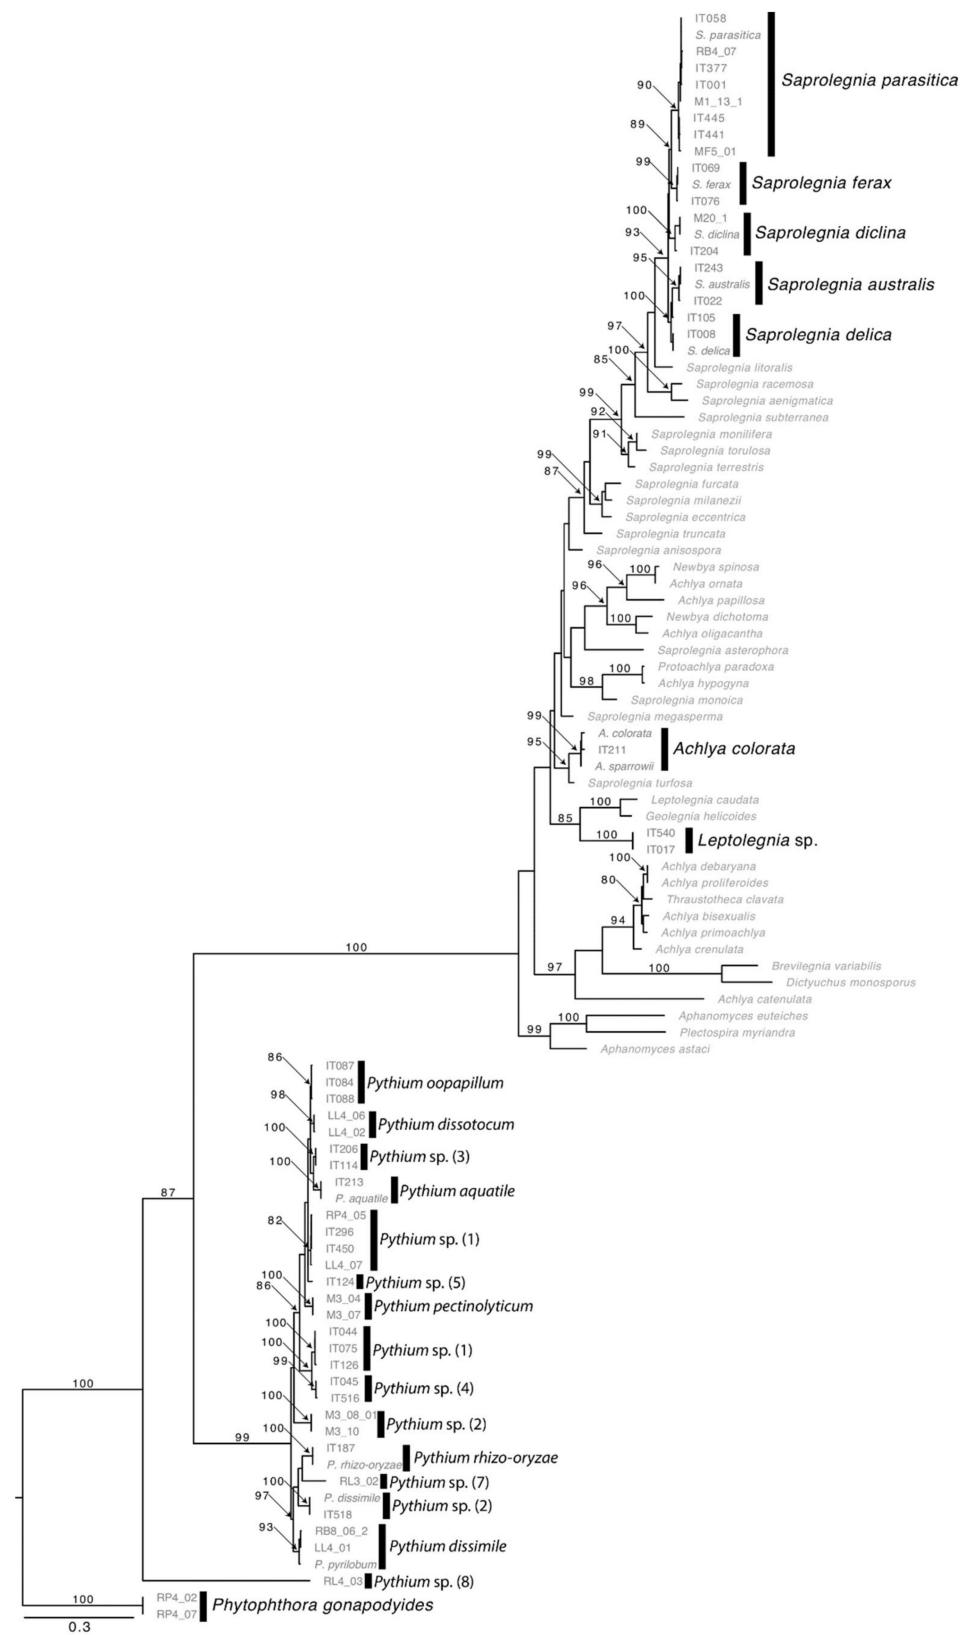 IT058
S. parasitica
RB4_07
IT377
IT001
M1_13_1
IT445
IT441
MF5_01
Saprolegnia parasitica
90
89
99
IT069
S. ferax
IT076
Saprolegnia ferax
100
M20_1
S. diclina
IT204
Saprolegnia diclina
93
95
IT243
S. australis
IT022
Saprolegnia australis
100
IT105
IT008
S. delica
Saprolegnia delica
97
100
85
Saprolegnia litoralis
Saprolegnia racemosa
Saprolegnia aenigmatica
99
92
Saprolegnia subterranea
91
Saprolegnia monilifera
Saprolegnia torulosa
Saprolegnia terrestris
99
87
Saprolegnia furcata
Saprolegnia milanezii
Saprolegnia eccentrica
Saprolegnia truncata
Saprolegnia anisospora
96
100
Newbya spinosa
Achlya ornata
96
Achlya papillosa
100
Newbya dichotoma
Achlya oligacantha
Saprolegnia asterophora
100
Protoachlya paradoxa
98
Achlya hypogyna
Saprolegnia monoica
Saprolegnia megasperma
99
95
A. colorata
IT211
A. sparrowii
Achlya colorata
Saprolegnia turfosa
100
Leptolegnia caudata
85
Geolegnia helicoides
100
IT540
IT017
Leptolegnia sp.
100
Achlya debaryana
80
Achlya proliferoides
Thraustotheca clavata
94
Achlya bisexualis
Achlya primoachlya
Achlya crenulata
100
97
100
Brevilegnia variabilis
Dictyuchus monosporus
Achlya catenulata
100
Aphanomyces euteiches
99
Plectospira myriandra
Aphanomyces astaci
86
IT087
IT084
IT088
Pythium oopapillum
98
LL4_06
LL4_02
Pythium dissotocum
100
IT206
IT114
Pythium sp. (3)
100
IT213
P. aquatile
Pythium aquatile
87
82
RP4_05
IT296
IT450
LL4_07
Pythium sp. (1)
100
IT124
Pythium sp. (5)
86
M3_04
M3_07
Pythium pectinolyticum
100
100
IT044
IT075
IT126
Pythium sp. (1)
99
IT045
IT516
Pythium sp. (4)
100
100
M3_08_01
M3_10
Pythium sp. (2)
99
100
IT187
P. rhizo-oryzae
Pythium rhizo-oryzae
RL3_02
Pythium sp. (7)
100
97
P. dissimile
IT518
Pythium sp. (2)
93
RB8_06_2
LL4_01
P. pyrilobum
Pythium dissimile
RL4_03
Pythium sp. (8)
100
RP4_02
RP4_07
Phytophthora gonapodyides
0.3